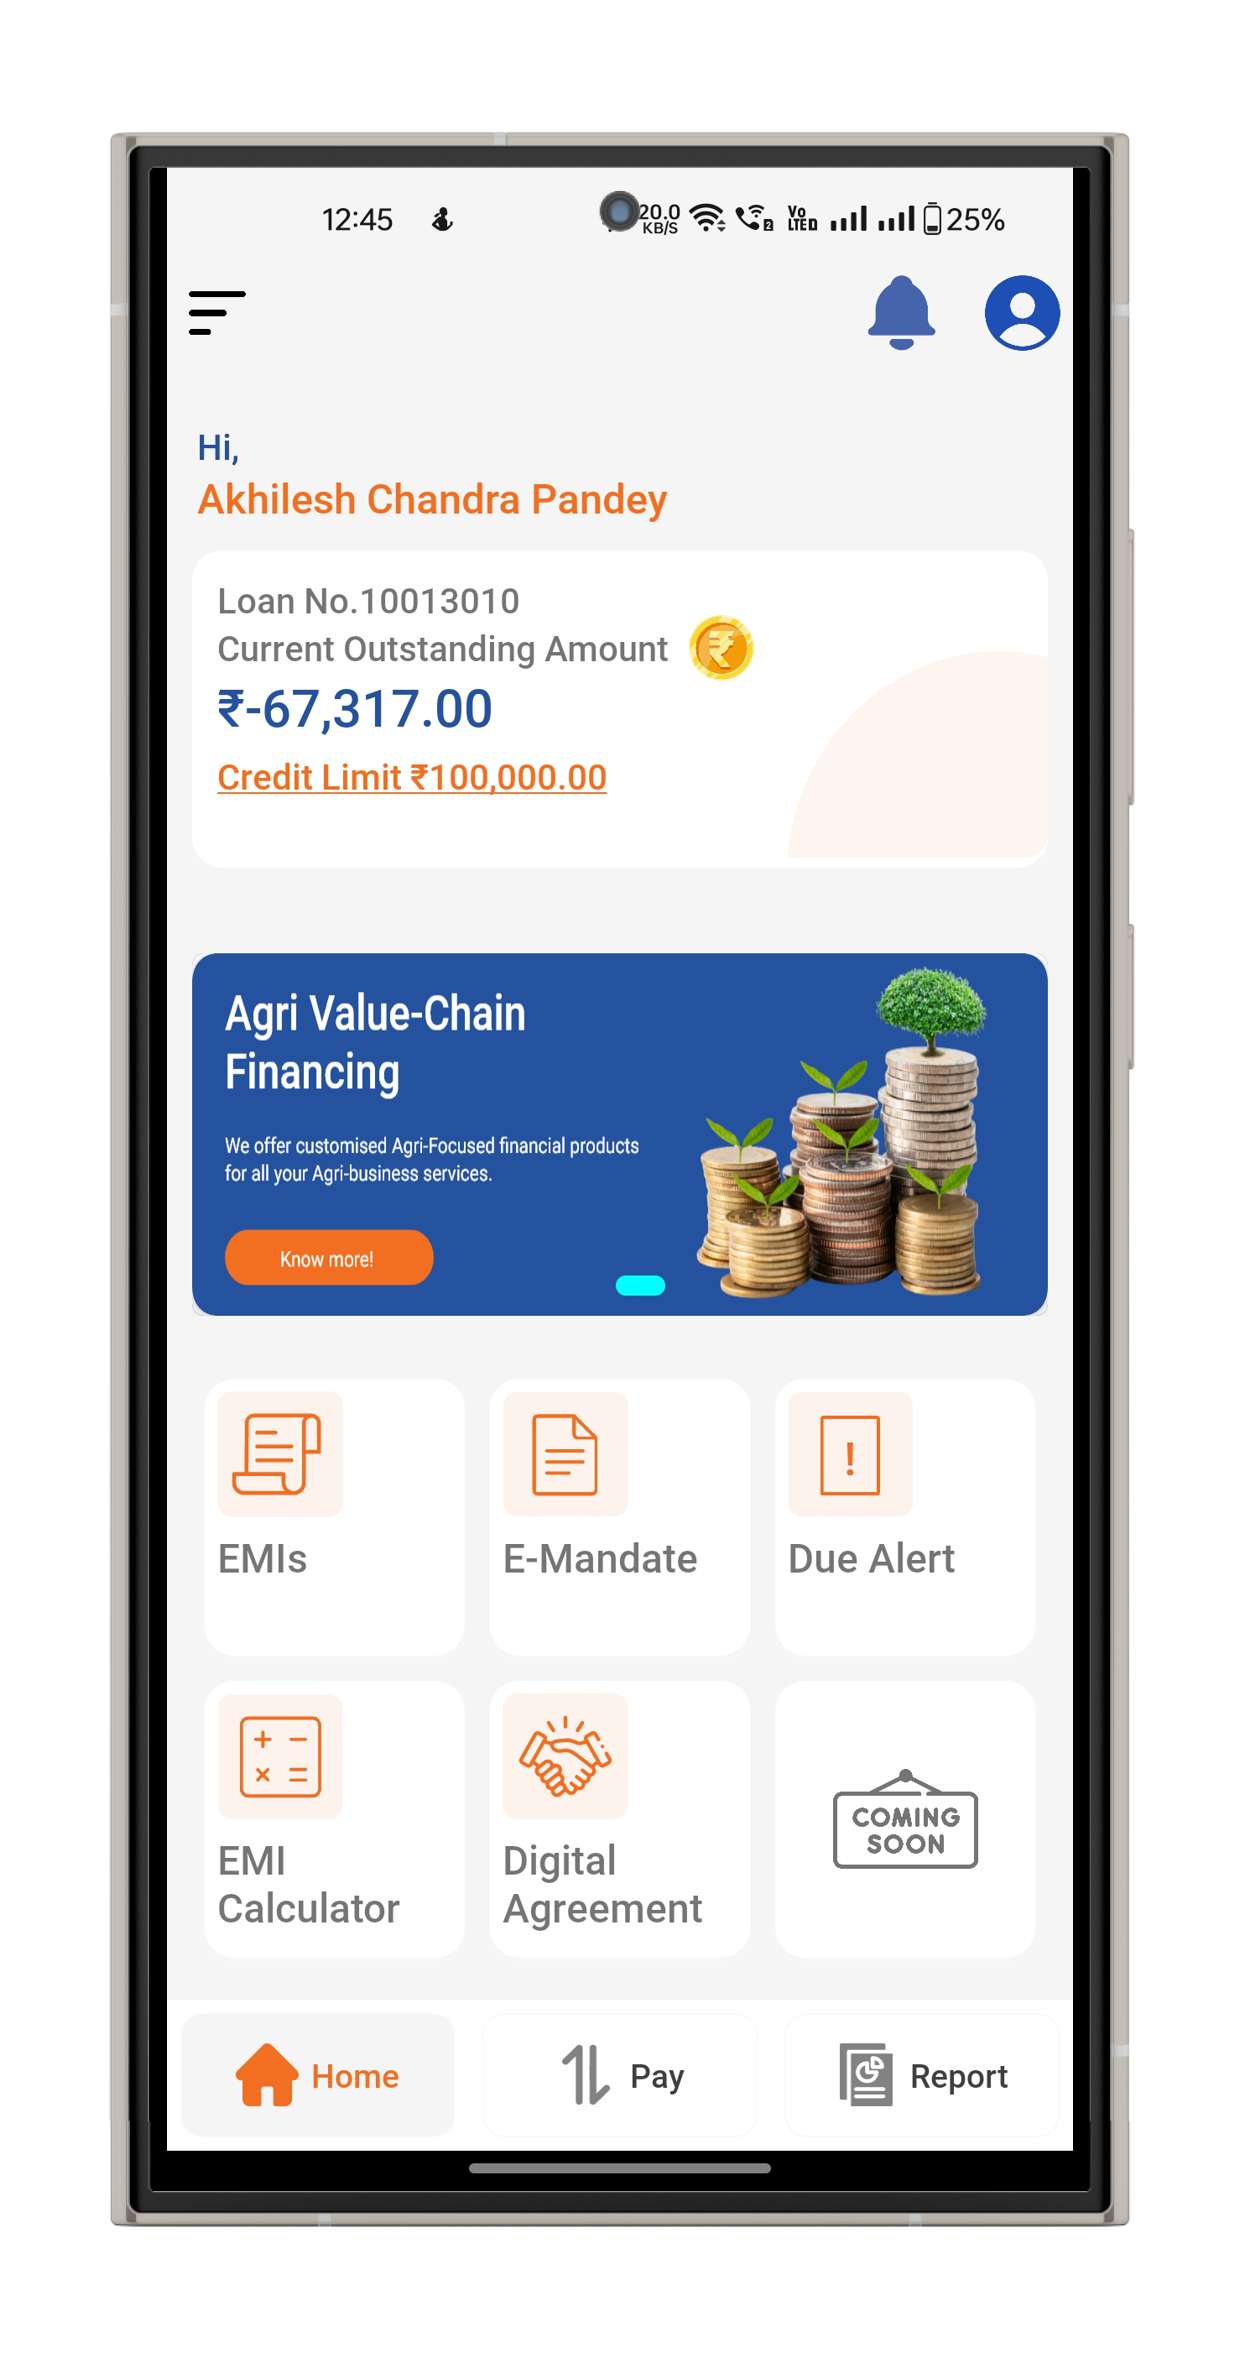 12:45
20.0
KB/S
2
Vo
LTE
25%
Hi,
Akhilesh Chandra Pandey
Loan No.10013010
Current Outstanding Amount
₹-67,317.00
Credit Limit ₹100,000.00
Agri Value-Chain
Financing
We offer customised Agri-Focused financial products
for all your Agri-business services.
Know more!
EMIs
E-Mandate
Due Alert
EMI
Calculator
Digital
Agreement
COMING
SOON
Home
Pay
Report